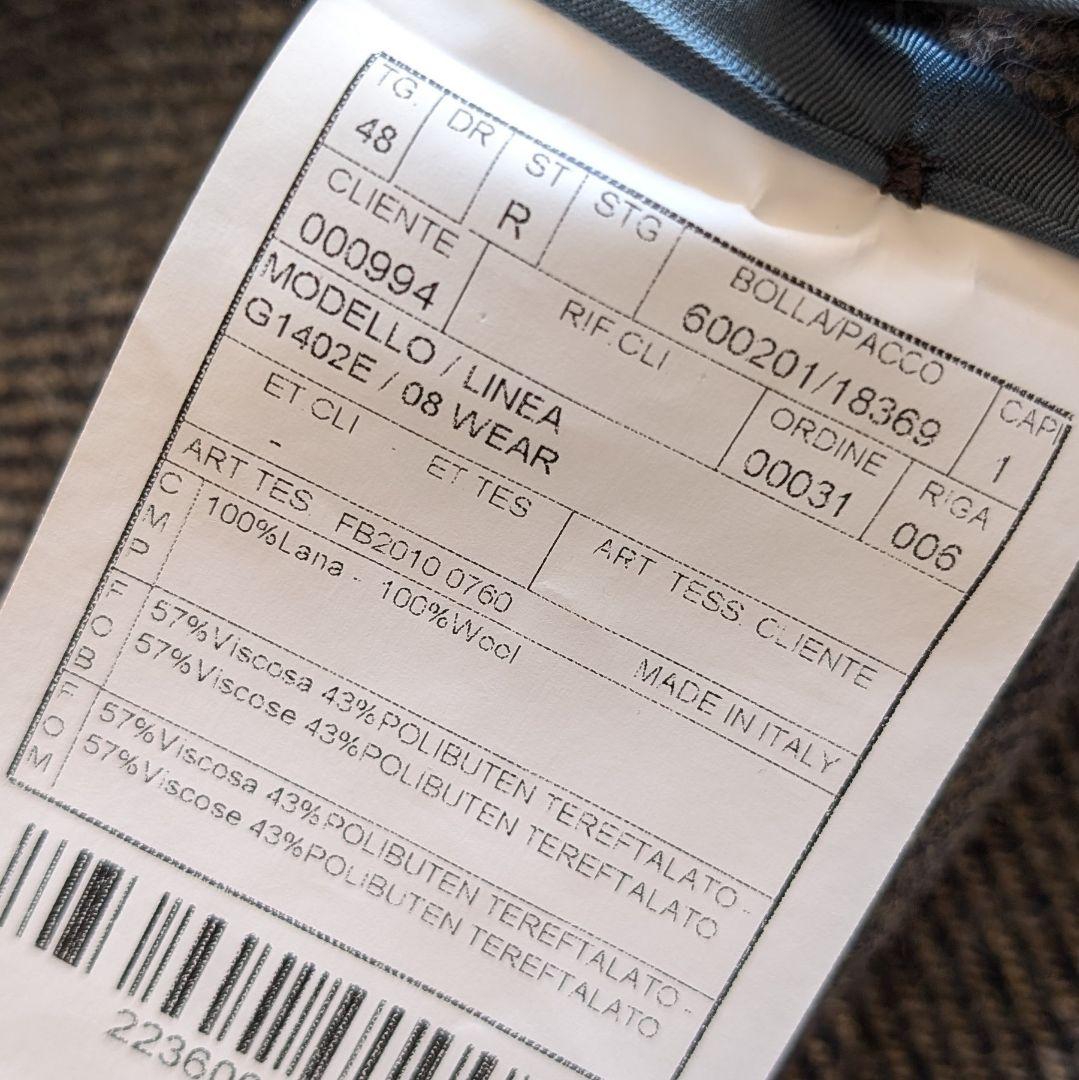 TG. DR ST STG BOLLA/PACCO CAPI
48 R 600201/18369 1
CLIENTE RIF.CLI ORDINE RIGA
000994 00031 006
MODELLO / LINEA
G1402E / 08 WEAR
ET.CLI ET TES ART. TESS. CLIENTE
-
ART TES FB2010 0760 MADE IN ITALY
CMP 100%Lana - 100%Wool
FOB 57%Viscosa 43%POLIBUTEN TEREFTALATO -
57%Viscose 43%POLIBUTEN TEREFTALATO
FOM 57%Viscosa 43%POLIBUTEN TEREFTALATO -
57%Viscose 43%POLIBUTEN TEREFTALATO